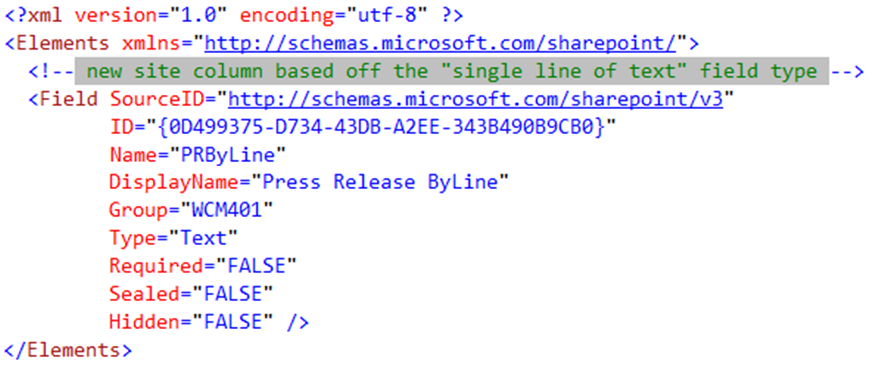 <?xml version="1.0" encoding="utf-8" ?>
<Elements xmlns="http://schemas.microsoft.com/sharepoint/">
<!-- new site column based off the "single line of text" field type -->
<Field SourceID="http://schemas.microsoft.com/sharepoint/v3"
ID="{0D499375-D734-43DB-A2EE-343B490B9CB0}"
Name="PRByLine"
DisplayName="Press Release ByLine"
Group="WCM401"
Type="Text"
Required="FALSE"
Sealed="FALSE"
Hidden="FALSE" />
</Elements>